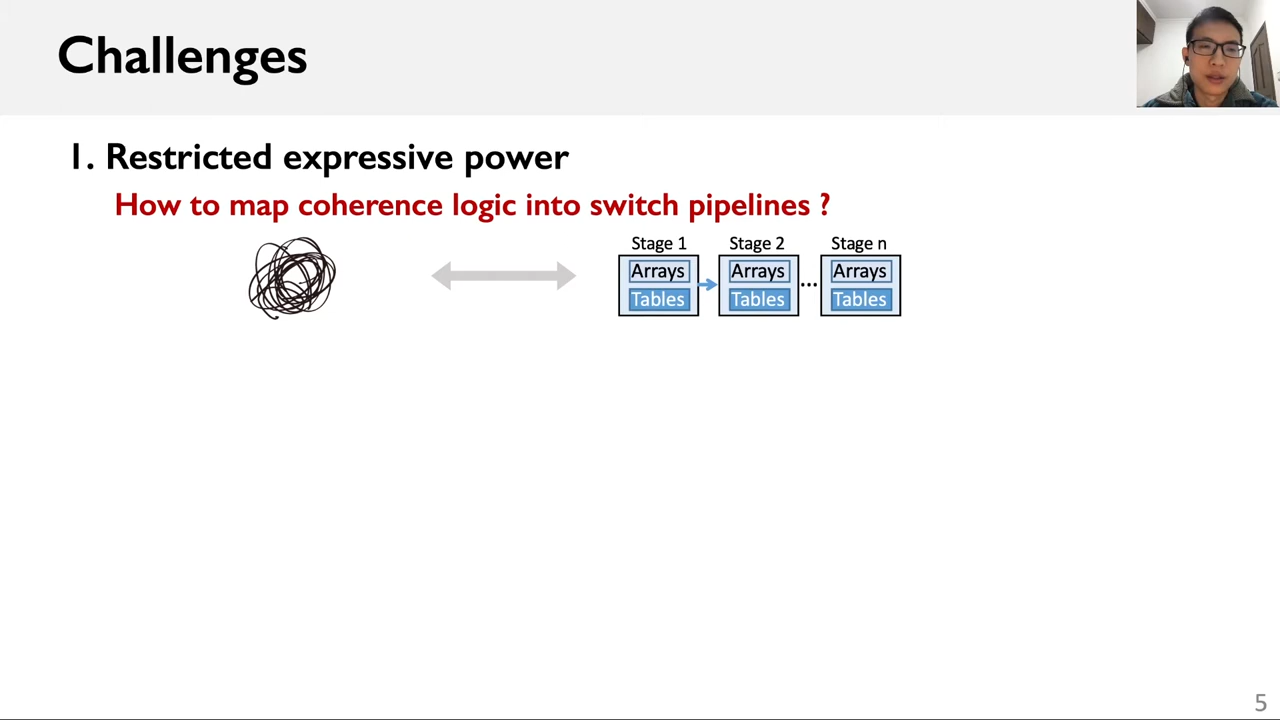 Challenges
1. Restricted expressive power
How to map coherence logic into switch pipelines ?
Stage 1 Stage 2 Stage n
Arrays Arrays ... Arrays
Tables Tables Tables
5